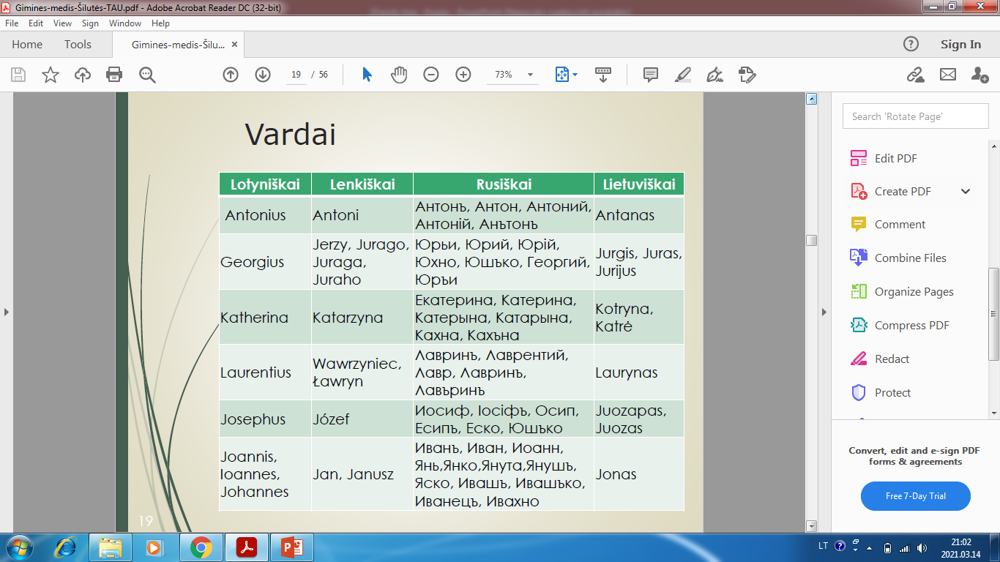 Gimines-medis-Šilutės-TAU.pdf - Adobe Acrobat Reader DC (32-bit)
File Edit View Sign Window Help
Home Tools Gimines-medis-Šilu... × Sign In
19 / 56 73%
Vardai
Lotyniškai Lenkiškai Rusiškai Lietuviškai
Antonius Antoni Антонъ, Антон, Антоний, Антанаs
Антоній, Анътонъ
Georgius Jerzy, Jurago, Юрьи, Юрий, Юрій, Jurgis, Juras,
Juraga, Юхно, Юшъко, Георгий, Jurijus
Juraho Юръи
Katherina Katarzyna Екатерина, Катерина, Kotryna,
Катерына, Катарына, Katrė
Кахна, Кахъна
Laurentius Wawrzyniec, Лавринъ, Лаврентий, Laurynas
Ławryn Лавр, Лавринъ,
Лавъринъ
Josephus Józef Иосиф, Іосіфъ, Осип, Juozapas,
Есипъ, Еско, Юшъко Juozas
Joannis, Jan, Janusz Иванъ, Иван, Иоанн, Jonas
Ioannes, Янь,Янко,Янута,Янушъ,
Johannes Яско, Ивашъ, Ивашъко,
Иванецъ, Ивахно
19
Search 'Rotate Page'
Edit PDF
Create PDF
Comment
Combine Files
Organize Pages
Compress PDF
Redact
Protect
Convert, edit and e-sign PDF
forms & agreements
Free 7-Day Trial
LT 21:02
2021.03.14